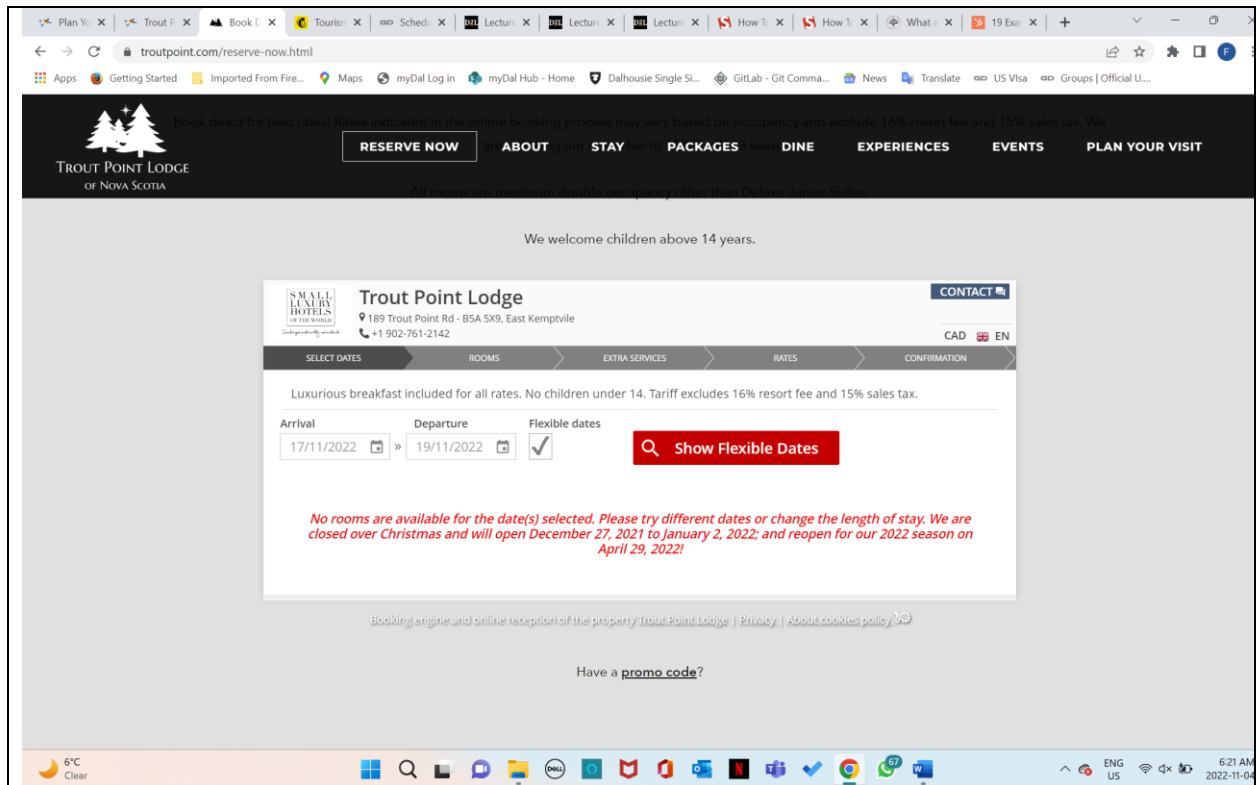 Plan Yo
Trout P
Book D
Tourism
Schedu
Lecture
Lecture
Lecture
How To
How To
What a
19 Exa
troutpoint.com/reserve-now.html
Apps
Getting Started
Imported From Fire...
Maps
myDal Log in
myDal Hub - Home
Dalhousie Single Si...
GitLab - Git Comma...
News
Translate
US VIsa
Groups | Official U....
Book direct for best rates! Rates indicated in the online booking process may vary based on occupancy and exclude 16% resort fee and 15% sales tax. We
RESERVE NOW
ABOUT
STAY
PACKAGES
DINE
EXPERIENCES
EVENTS
PLAN YOUR VISIT
TROUT POINT LODGE
OF NOVA SCOTIA
All rooms are maximum double occupancy other than Deluxe Junior Suites.
We welcome children above 14 years.
SMALL
LUXURY
HOTELS
OF THE WORLD
Independently minded
Trout Point Lodge
189 Trout Point Rd - B5A 5X9, East Kemptville
+1 902-761-2142
CONTACT
CAD EN
SELECT DATES
ROOMS
EXTRA SERVICES
RATES
CONFIRMATION
Luxurious breakfast included for all rates. No children under 14. Tariff excludes 16% resort fee and 15% sales tax.
Arrival
Departure
Flexible dates
17/11/2022 » 19/11/2022
Show Flexible Dates
No rooms are available for the date(s) selected. Please try different dates or change the length of stay. We are
closed over Christmas and will open December 27, 2021 to January 2, 2022; and reopen for our 2022 season on
April 29, 2022!
Booking engine and online reception of the property Trout Point Lodge | Privacy | About cookies policy
Have a promo code?
6°C
Clear
67
ENG
US
6:21 AM
2022-11-04